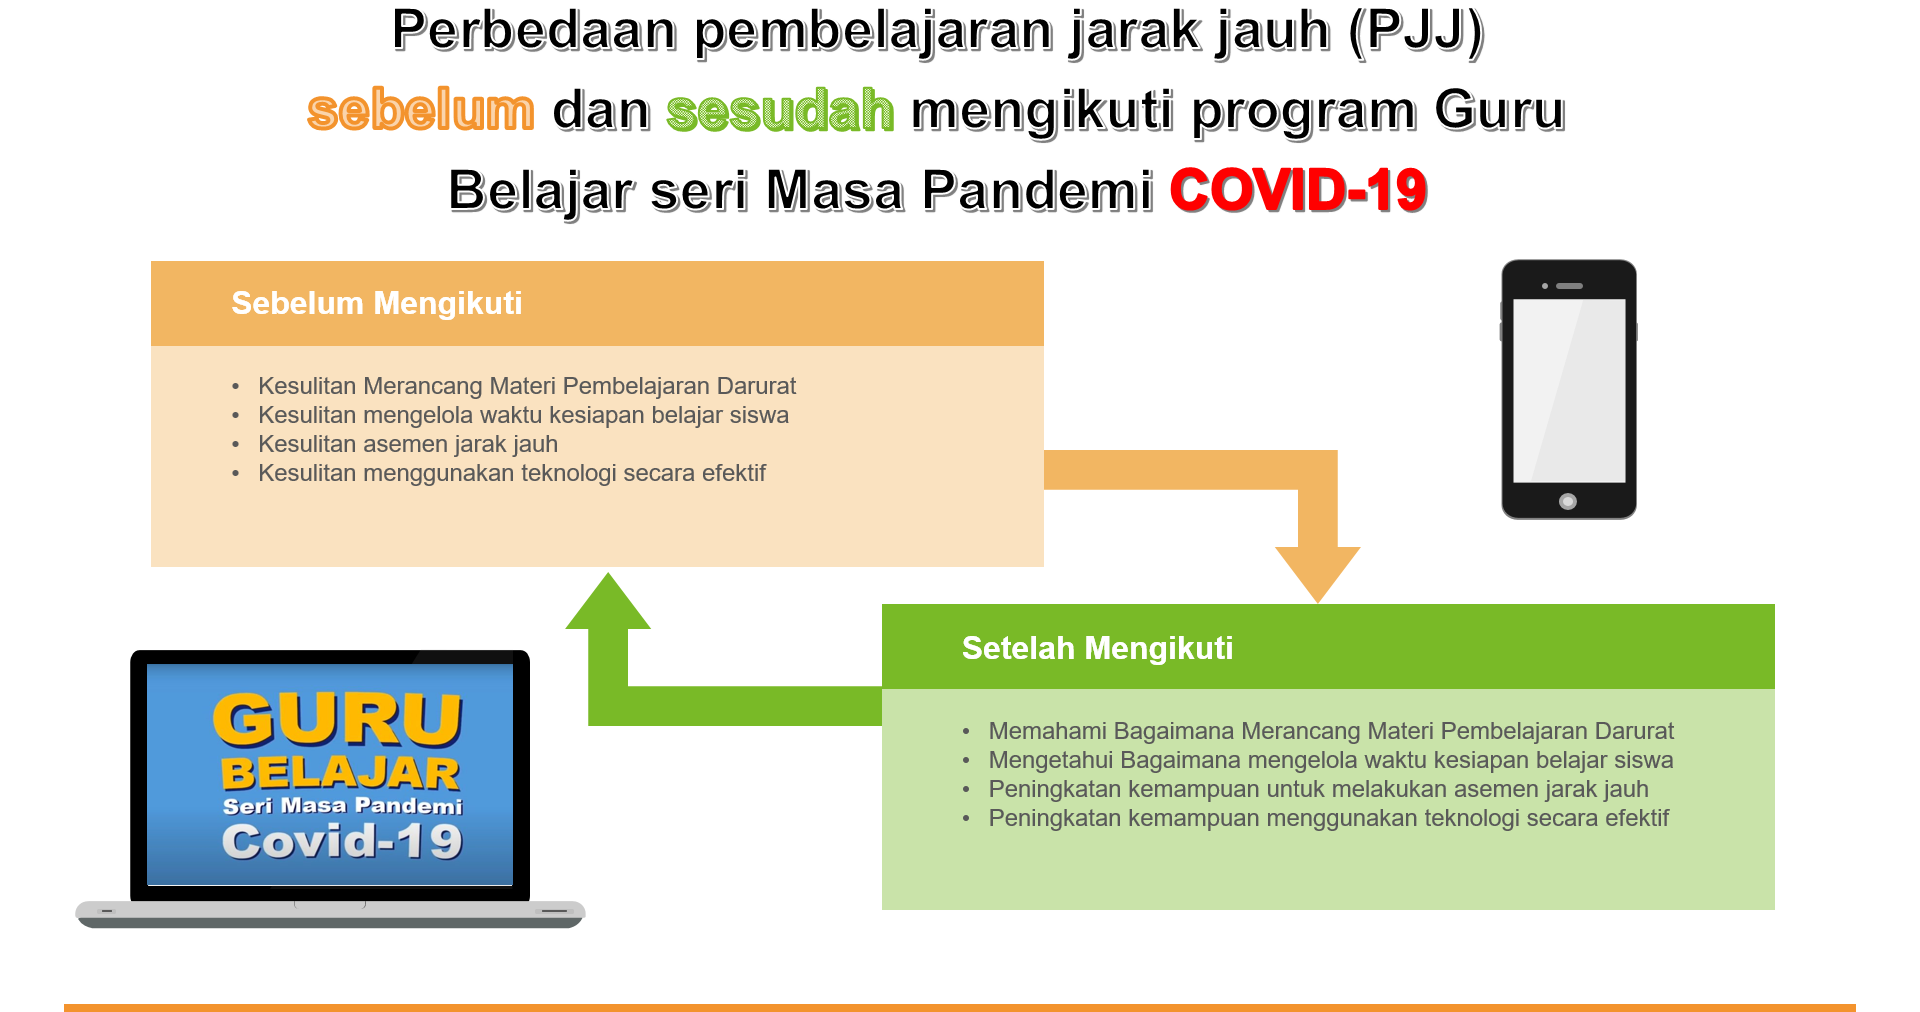 Perbedaan pembelajaran jarak jauh (PJJ)
sebelum dan sesudah mengikuti program Guru
Belajar seri Masa Pandemi COVID-19
Sebelum Mengikuti
• Kesulitan Merancang Materi Pembelajaran Darurat
• Kesulitan mengelola waktu kesiapan belajar siswa
• Kesulitan asemen jarak jauh
• Kesulitan menggunakan teknologi secara efektif
Setelah Mengikuti
• Memahami Bagaimana Merancang Materi Pembelajaran Darurat
• Mengetahui Bagaimana mengelola waktu kesiapan belajar siswa
• Peningkatan kemampuan untuk melakukan asemen jarak jauh
• Peningkatan kemampuan menggunakan teknologi secara efektif
GURU
BELAJAR
Seri Masa Pandemi
Covid-19